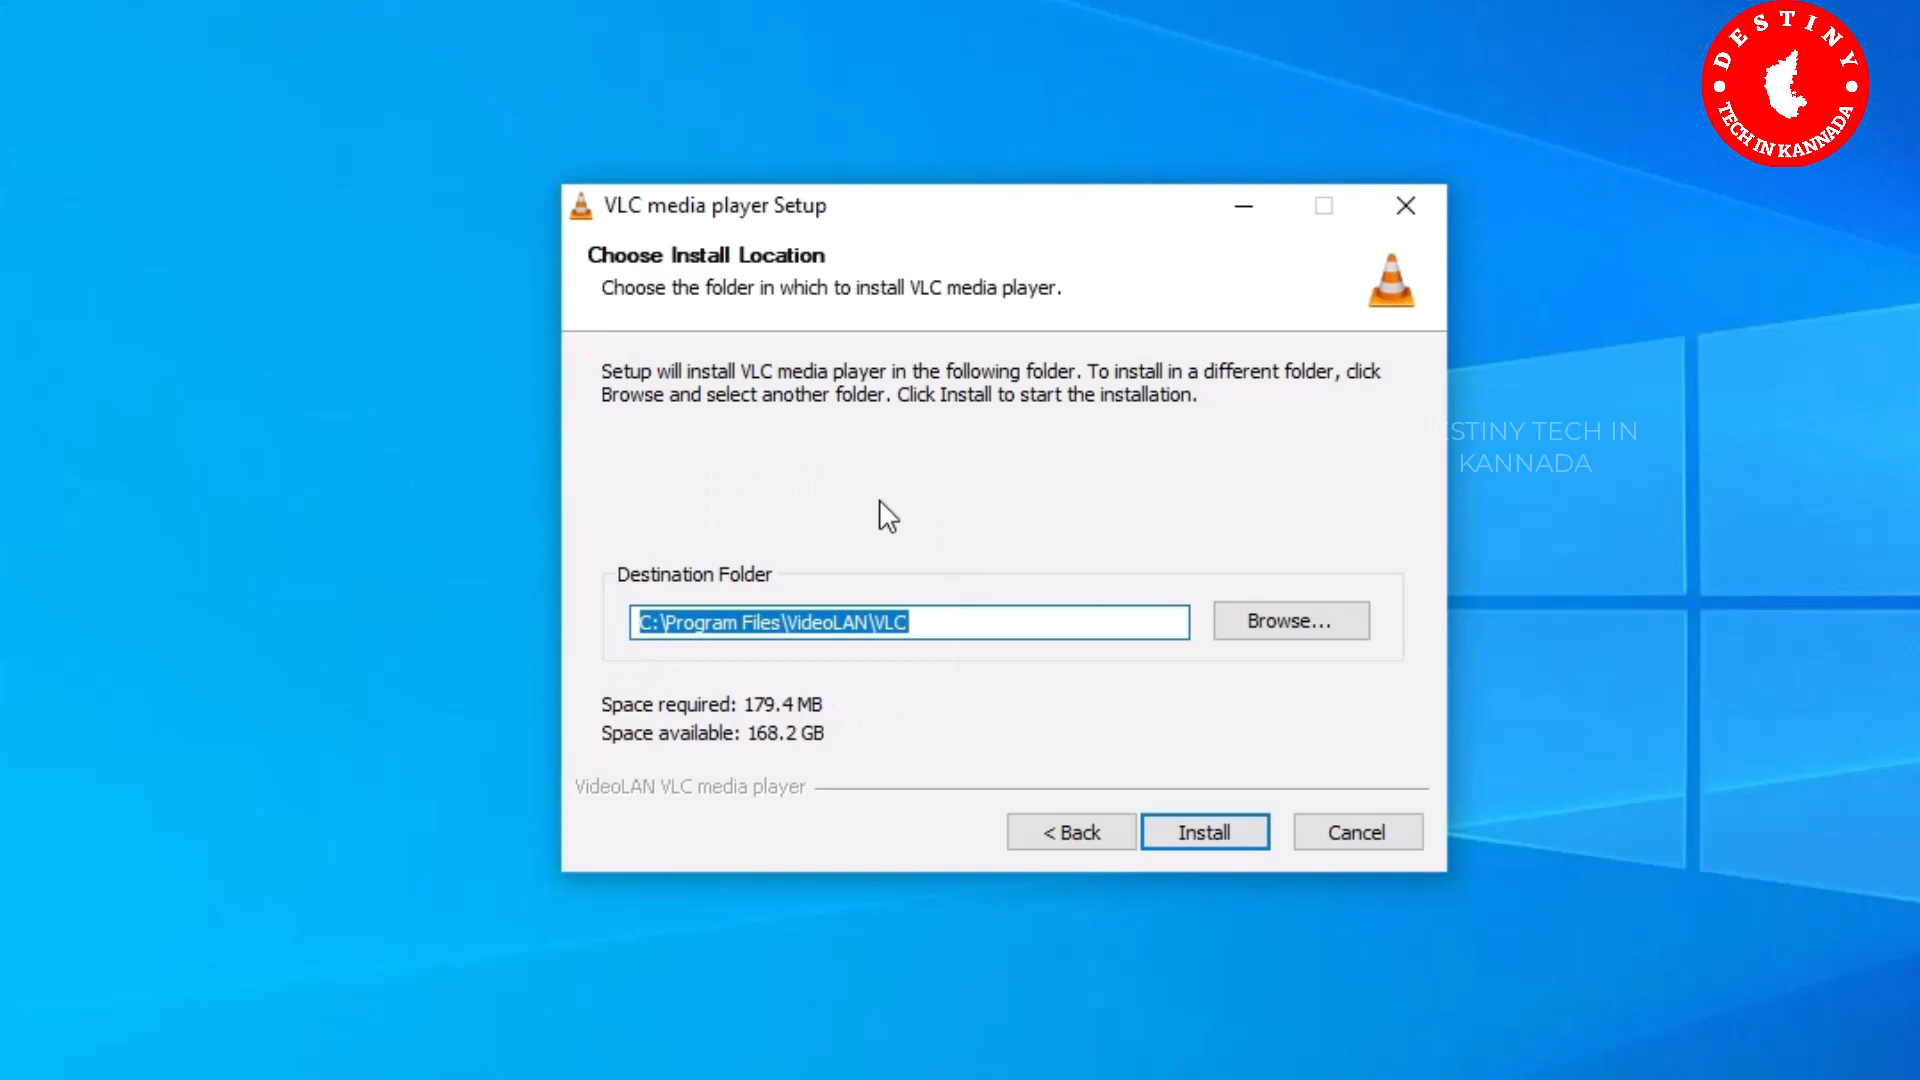 DESTINY
TECH IN KANNADA
VLC media player Setup
Choose Install Location
Choose the folder in which to install VLC media player.
Setup will install VLC media player in the following folder. To install in a different folder, click
Browse and select another folder. Click Install to start the installation.
STINY TECH IN
KANNADA
Destination Folder
C:\Program Files\VideoLAN\VLC
Browse...
Space required: 179.4 MB
Space available: 168.2 GB
VideoLAN VLC media player
< Back
Install
Cancel